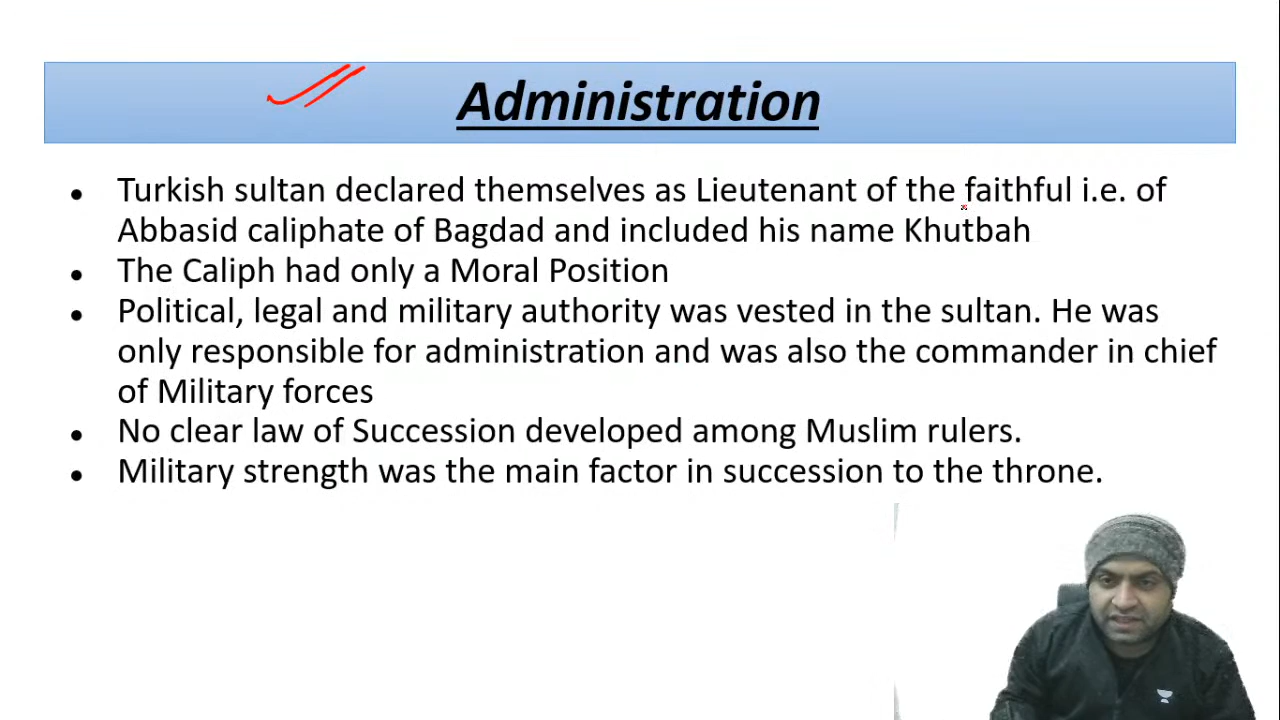 Administration
• Turkish sultan declared themselves as Lieutenant of the faithful i.e. of
Abbasid caliphate of Bagdad and included his name Khutbah
• The Caliph had only a Moral Position
• Political, legal and military authority was vested in the sultan. He was
only responsible for administration and was also the commander in chief
of Military forces
• No clear law of Succession developed among Muslim rulers.
• Military strength was the main factor in succession to the throne.